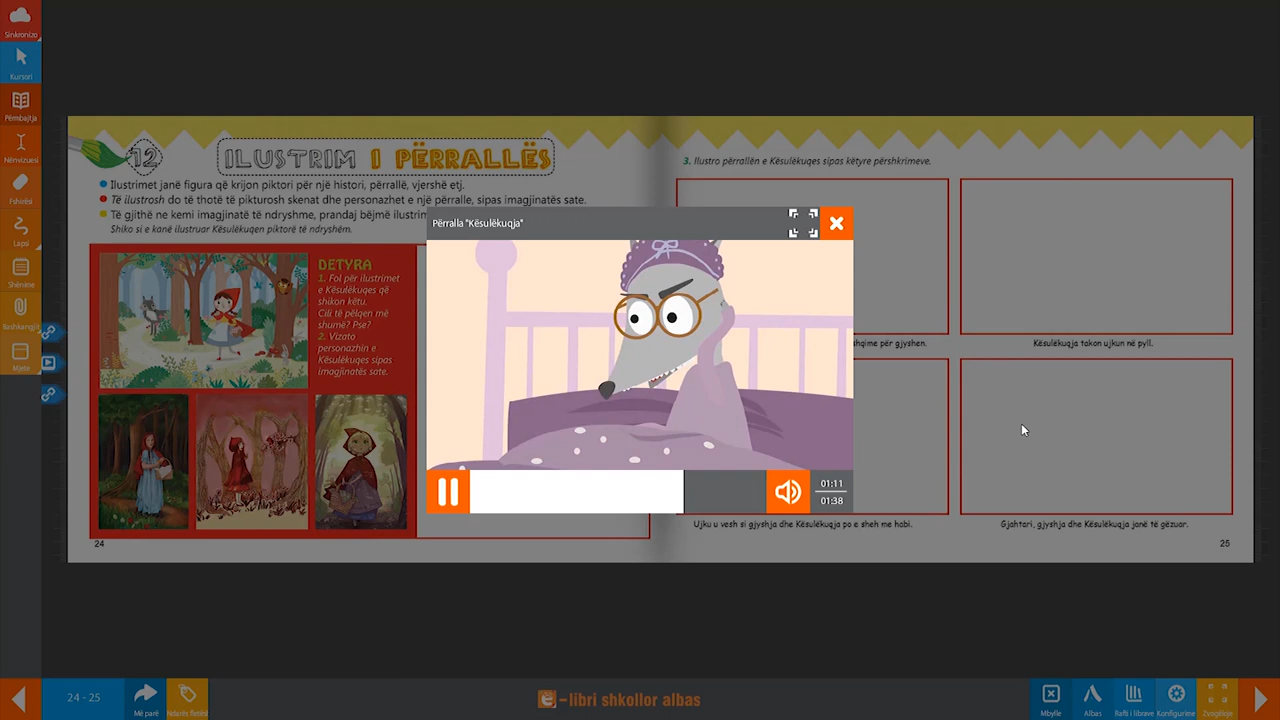 Sinkronizo
Kursori
Përmbajtja
Nënvizuesi
Fshirësi
Lapsi
Shënime
Bashkangjit
Mjete
12
ILUSTRIM I PËRRALLËS
Ilustrimet janë figura që krijon piktori për një histori, përrallë, vjershë etj.
Të ilustrosh do të thotë të pikturosh skenat dhe personazhet e një përralle, sipas imagjinatës sate.
Të gjithë ne kemi imagjinatë të ndryshme, prandaj bëjmë ilustrim
Shiko si e kanë ilustruar Kësulëkuqen piktorë të ndryshëm.
DETYRA
1. Fol për ilustrimet
e Kësulëkuqes që
shikon këtu.
Cili të pëlqen më
shumë? Pse?
2. Vizato
personazhin e
Kësulëkuqes sipas
imagjinatës sate.
24
Përralla "Kësulëkuqja"
01:11
01:38
3. Ilustro përrallën e Kësulëkuqes sipas këtyre përshkrimeve.
shqime për gjyshen.
Kësulëkuqja takon ujkun në pyll.
Ujku u vesh si gjyshja dhe Kësulëkuqja po e sheh me habi.
Gjahtari, gjyshja dhe Kësulëkuqja janë të gëzuar.
25
24 - 25
Më parë
Ndarës fletësh
e-libri shkollor albas
Mbylle
Albas
Rafti i librave
Konfigurime
Zvogëloje